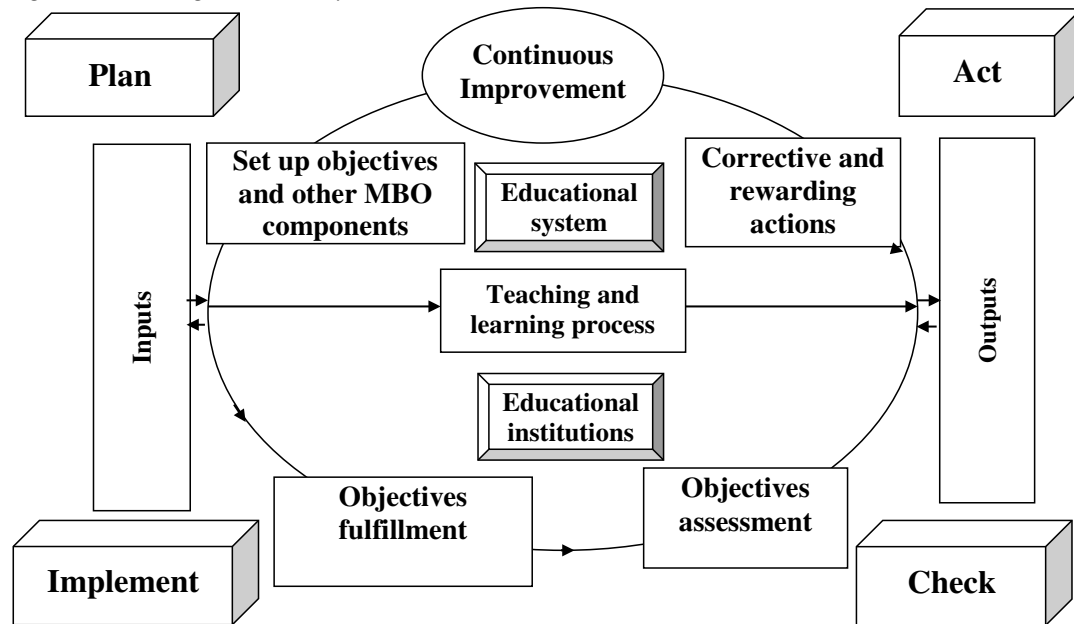 Plan
Continuous
Improvement
Act
Set up objectives
and other MBO
components
Educational
system
Corrective and
rewarding
actions
Inputs
Teaching and
learning process
Outputs
Educational
institutions
Objectives
fulfillment
Objectives
assessment
Implement
Check